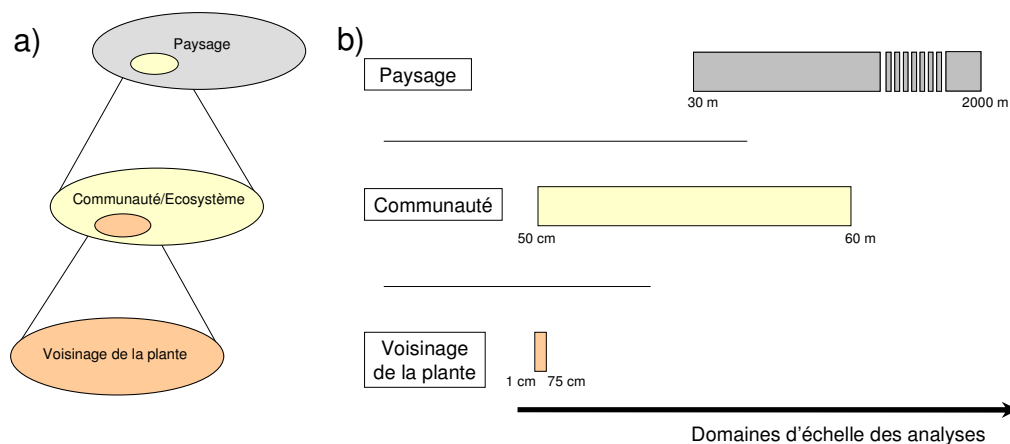 a)
Paysage
Communauté/Ecosystème
Voisinage de la plante
b)
Paysage
30 m
2000 m
Communauté
50 cm
60 m
Voisinage
de la plante
1 cm
75 cm
Domaines d'échelle des analyses